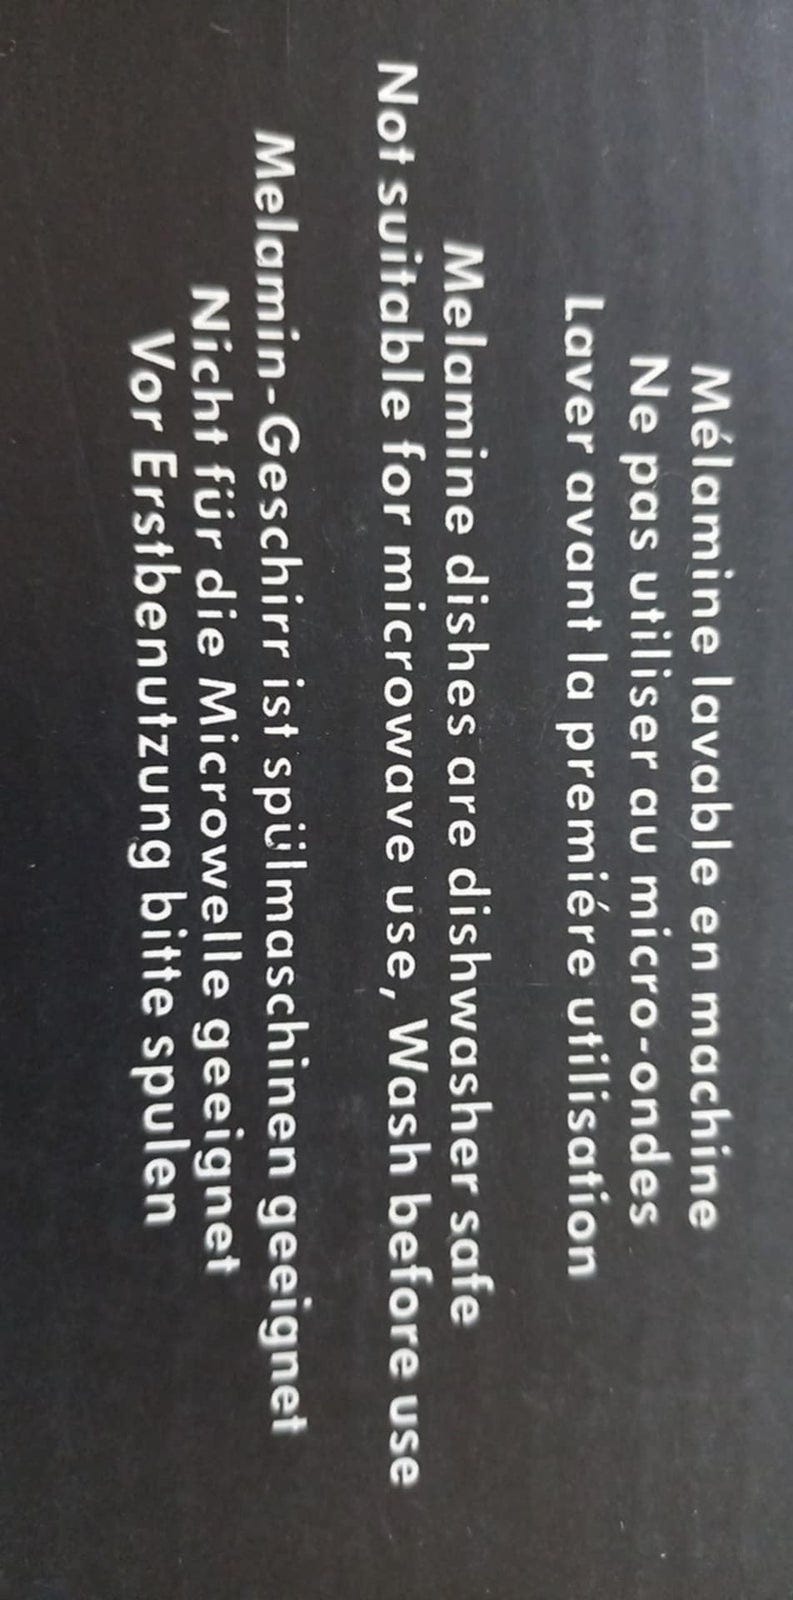 Mélamine lavable en machine
Ne pas utiliser au micro-ondes
Laver avant la premiére utilisation
Melamine dishes are dishwasher safe
Not suitable for microwave use, Wash before use
Melamin-Geschirr ist spülmaschinen geeignet
Nicht für die Microwelle geeignet
Vor Erstbenutzung bitte spulen